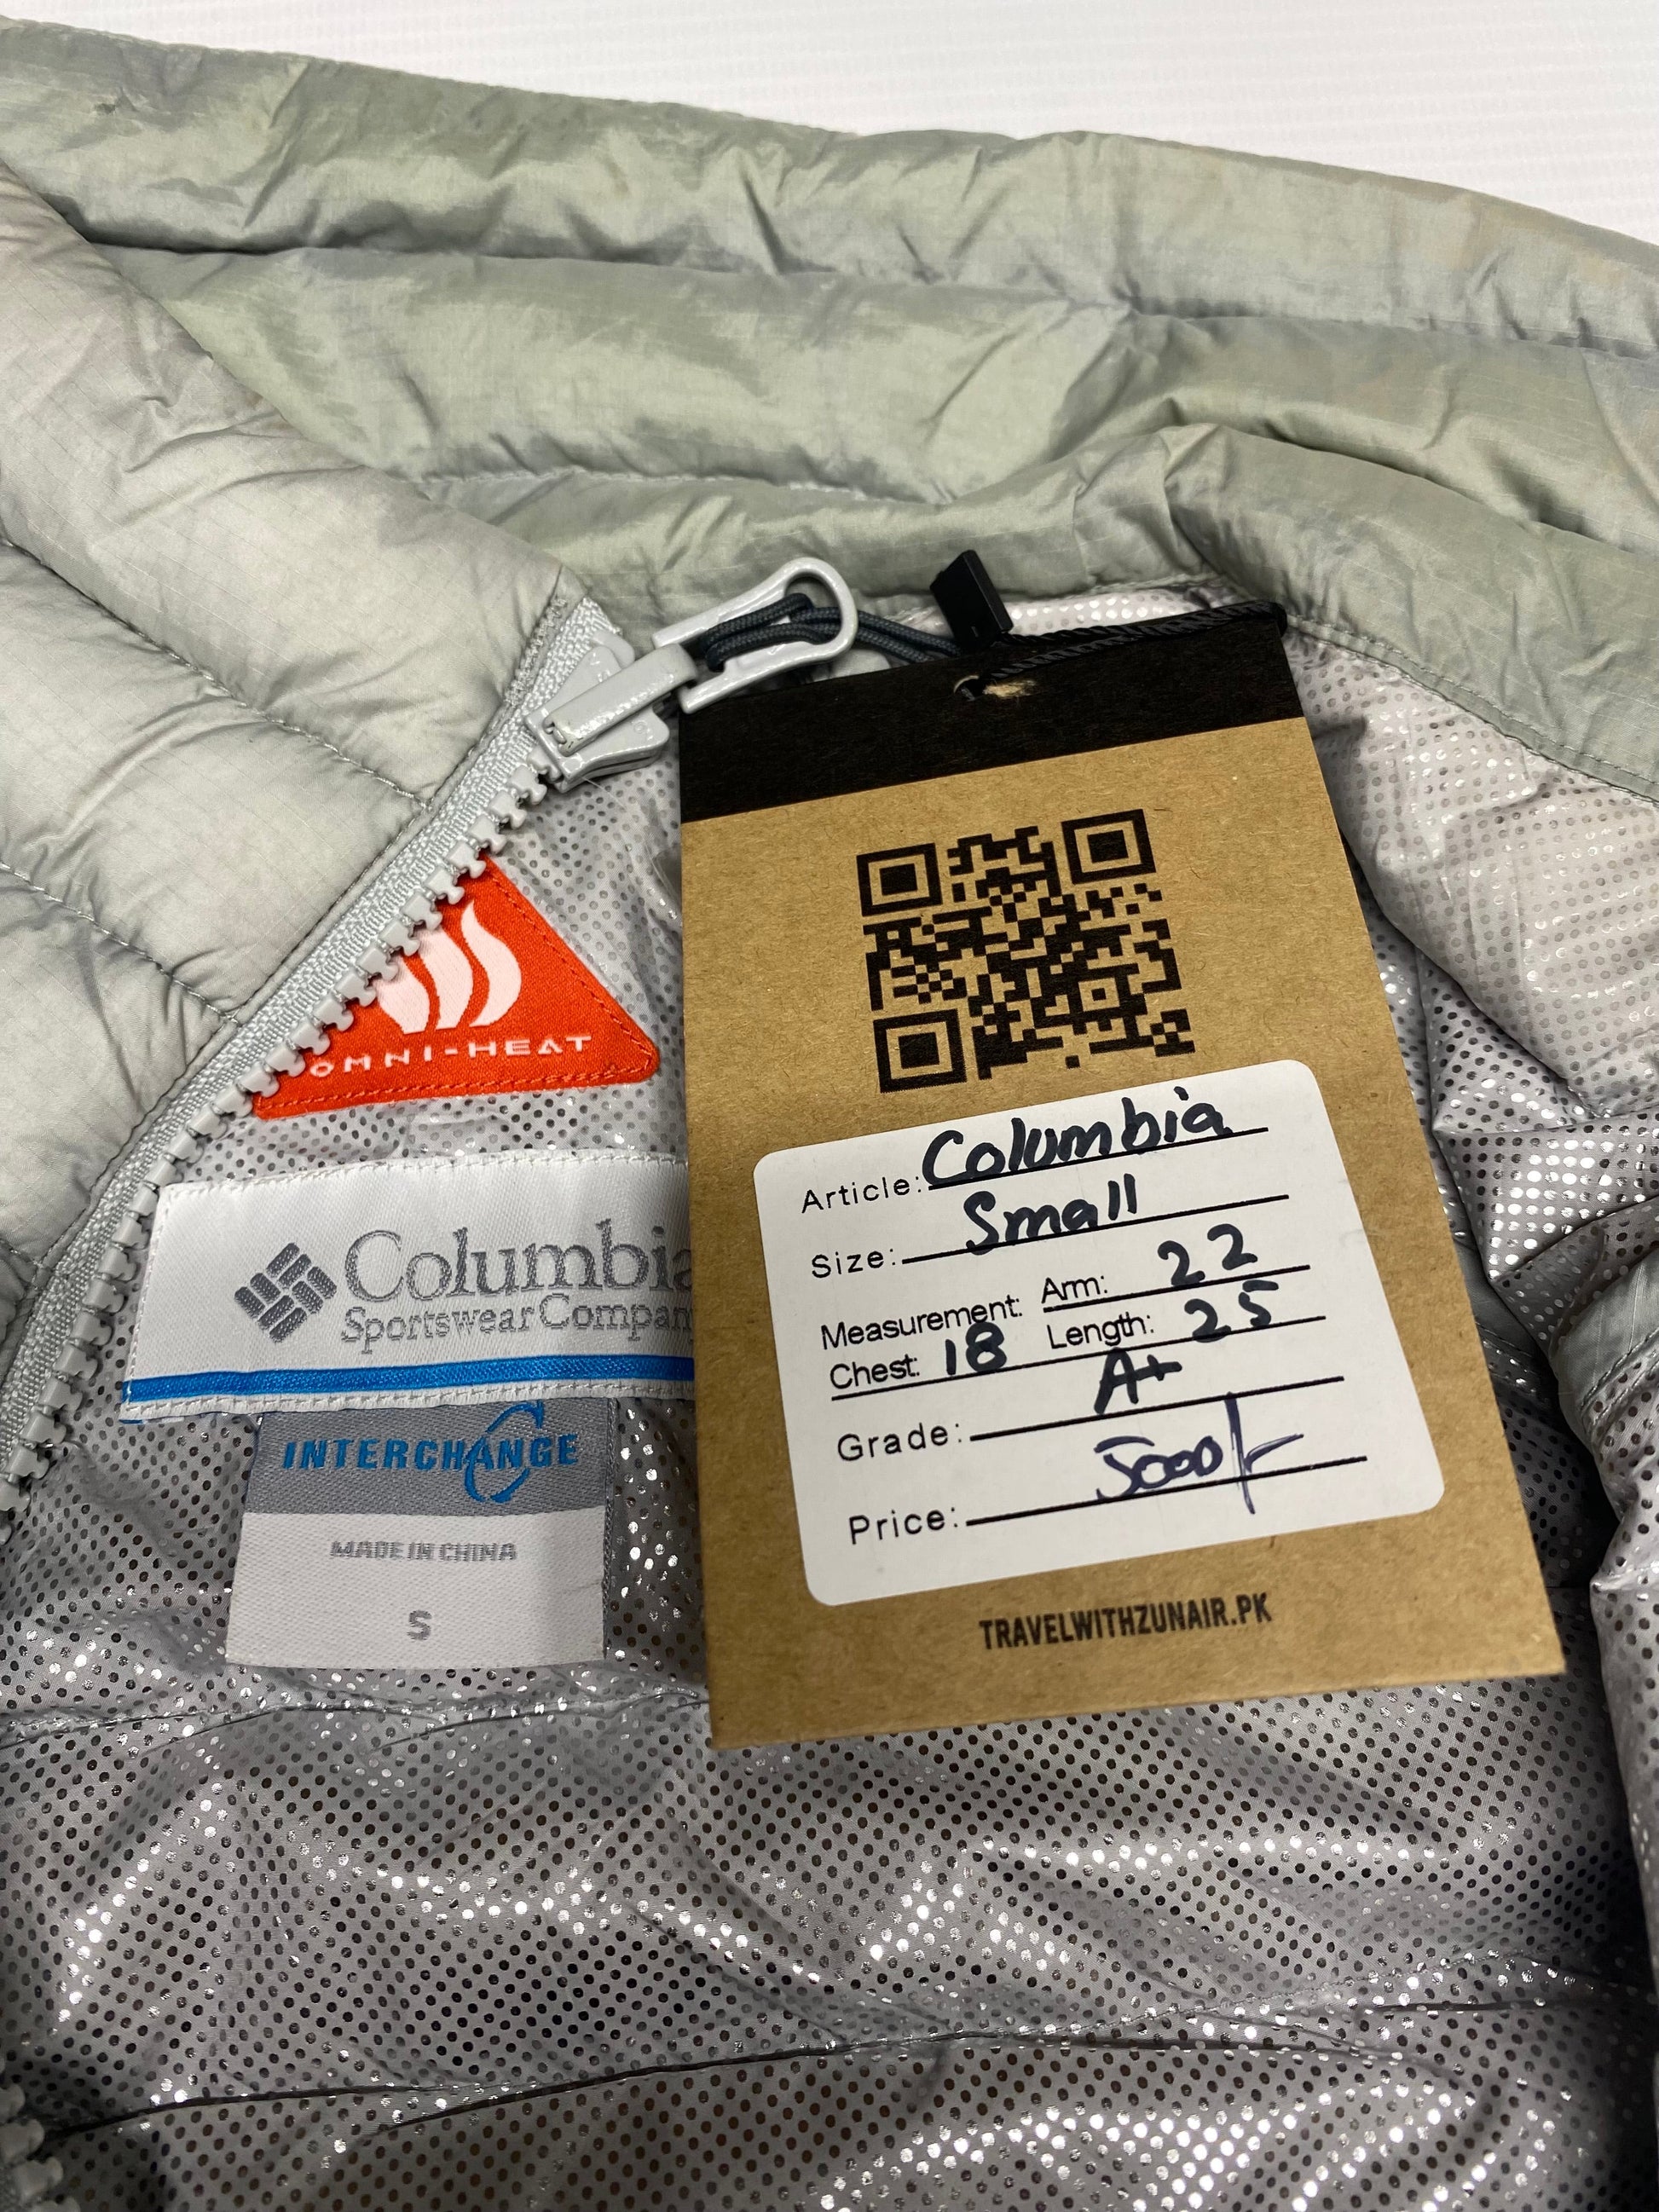 OMNI-HEAT
Columbia
Sportswear Compan
INTERCHANGE
MADE IN CHINA
S
Article: Columbia
Size: Small
Measurement: Arm: 22
Chest: 18 Length: 25
Grade: A+
Price: 5000/-
TRAVELWITHZUNAIR.PK